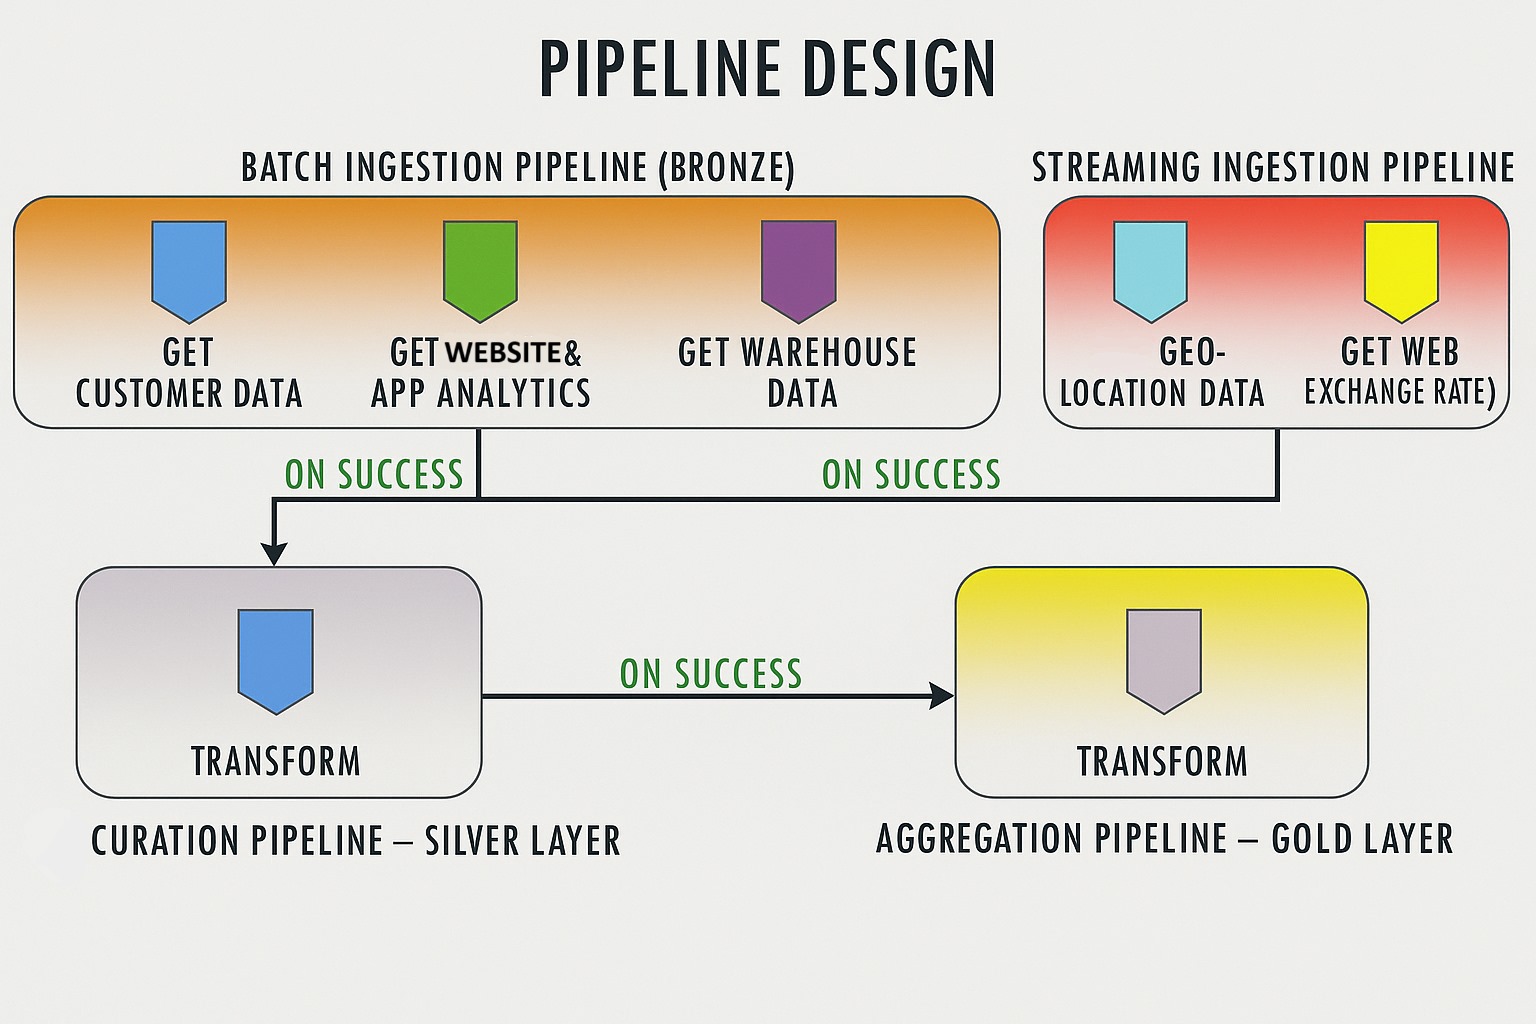 PIPELINE DESIGN
BATCH INGESTION PIPELINE (BRONZE)
STREAMING INGESTION PIPELINE
GET
CUSTOMER DATA
GET WEBSITE &
APP ANALYTICS
GET WAREHOUSE
DATA
GEO-
LOCATION DATA
GET WEB
EXCHANGE RATE)
ON SUCCESS
ON SUCCESS
TRANSFORM
ON SUCCESS
TRANSFORM
CURATION PIPELINE – SILVER LAYER
AGGREGATION PIPELINE – GOLD LAYER